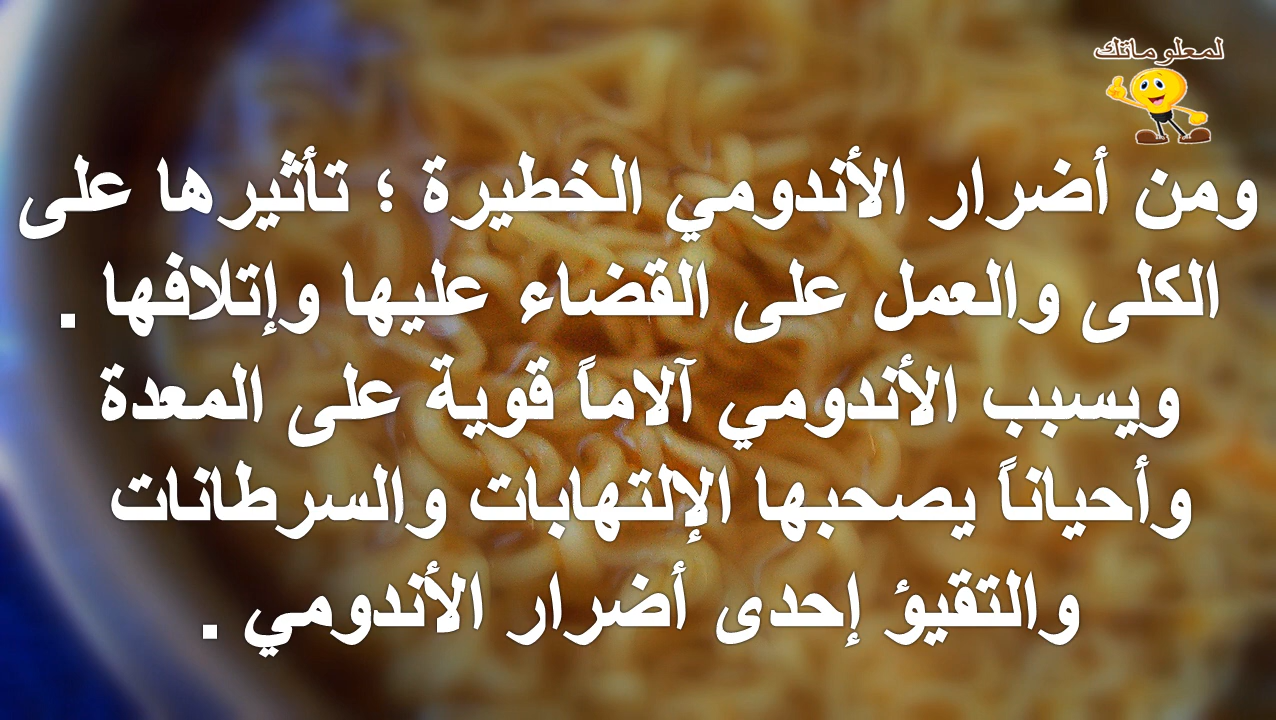 لمعلوماتك
ومن أضرار الأندومي الخطيرة ؛ تأثيرها على
الكلى والعمل على القضاء عليها وإتلافها .
ويسبب الأندومي آلاماً قوية على المعدة
وأحياناً يصحبها الإلتهابات والسرطانات
والتقيؤ إحدى أضرار الأندومي .